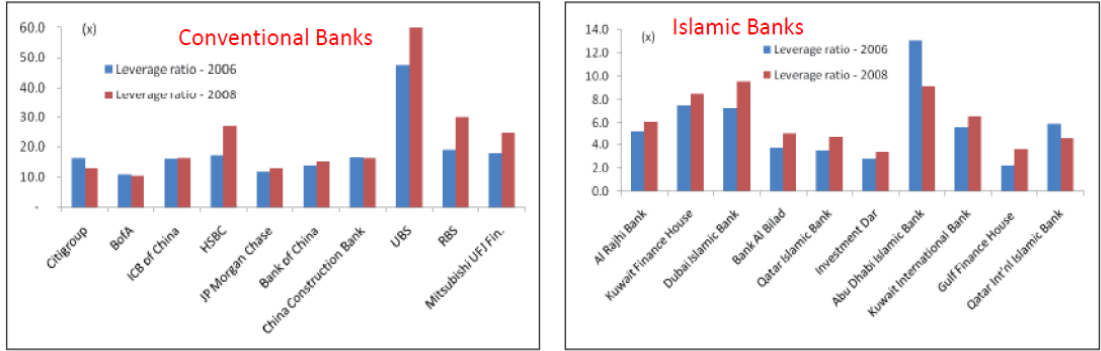 60.0
50.0
40.0
30.0
20.0
10.0
-
(x)
Conventional Banks
Leverage ratio - 2006
Leverage ratio - 2008
Citigroup
BofA
ICB of China
HSBC
JP Morgan Chase
Bank of China
China Construction Bank
UBS
RBS
Mitsubishi UFJ Fin.
14.0
12.0
10.0
8.0
6.0
4.0
2.0
0.0
(x)
Islamic Banks
Leverage ratio - 2006
Leverage ratio - 2008
Al Rajhi Bank
Kuwait Finance House
Dubai Islamic Bank
Bank Al Bilad
Qatar Islamic Bank
Investment Dar
Abu Dhabi Islamic Bank
Kuwait International Bank
Gulf Finance House
Qatar Int'nl Islamic Bank